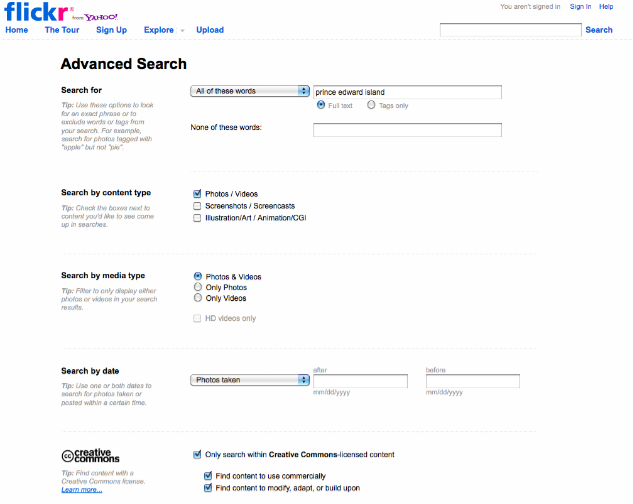 flickr® from YAHOO!
You aren't signed in Sign In Help
Home The Tour Sign Up Explore Upload
Search
Advanced Search
Search for
Tip: Use these options to look
for an exact phrase or to
exclude words or tags from
your search. For example,
search for photos tagged with
"apple" but not "pie".
All of these words
prince edward island
Full text Tags only
None of these words:
Search by content type
Tip: Check the boxes next to
content you'd like to see come
up in searches.
Photos / Videos
Screenshots / Screencasts
Illustration/Art / Animation/CGI
Search by media type
Tip: Filter to only display either
photos or videos in your search
results.
Photos & Videos
Only Photos
Only Videos
HD videos only
Search by date
Tip: Use one or both dates to
search for photos taken or
posted within a certain time.
Photos taken
after before
mm/dd/yyyy mm/dd/yyyy
cc creative
commons
Tip: Find content with a
Creative Commons license.
Learn more...
Only search within Creative Commons-licensed content
Find content to use commercially
Find content to modify, adapt, or build upon